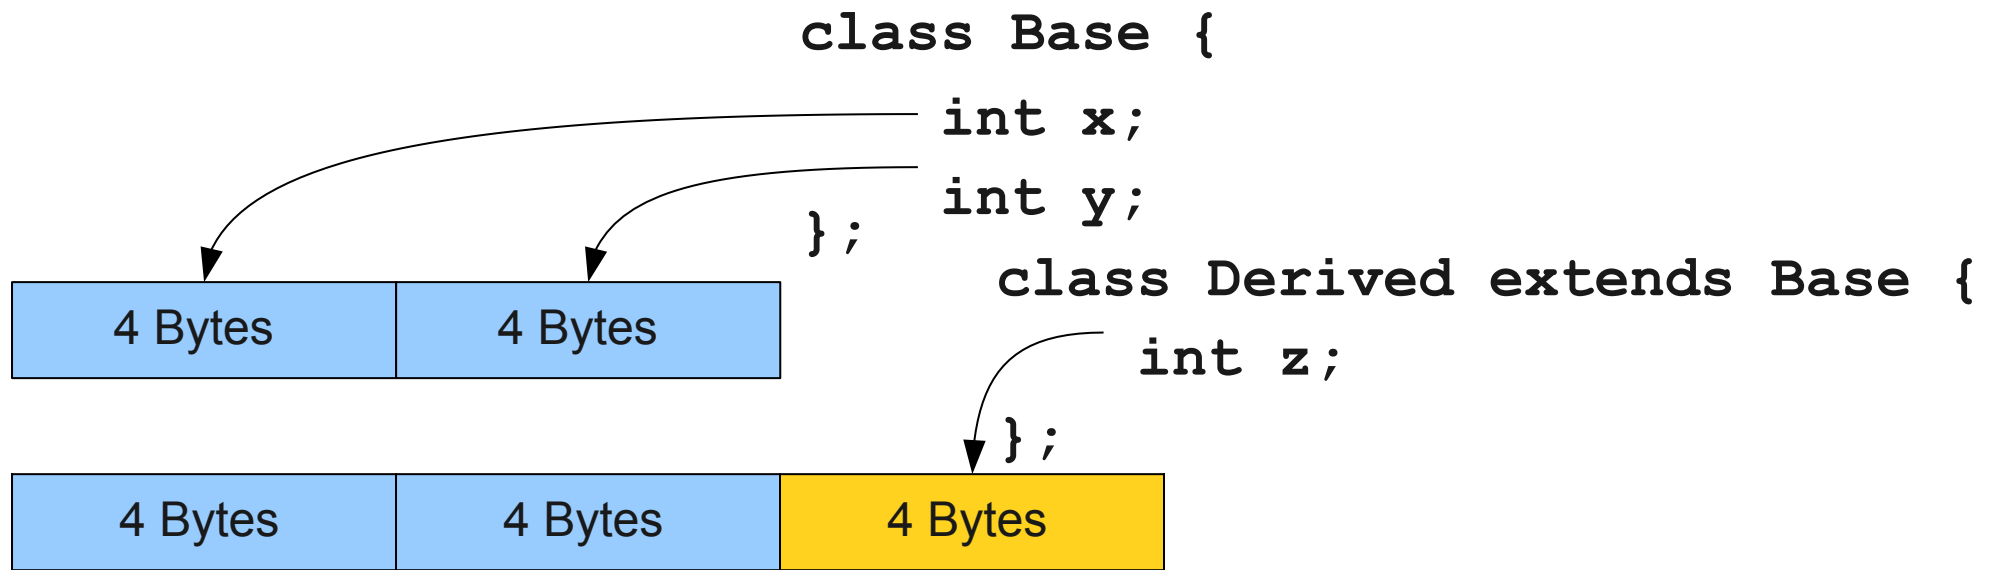 class Base {
int x;
int y;
};
4 Bytes 4 Bytes
class Derived extends Base {
int z;
};
4 Bytes 4 Bytes 4 Bytes